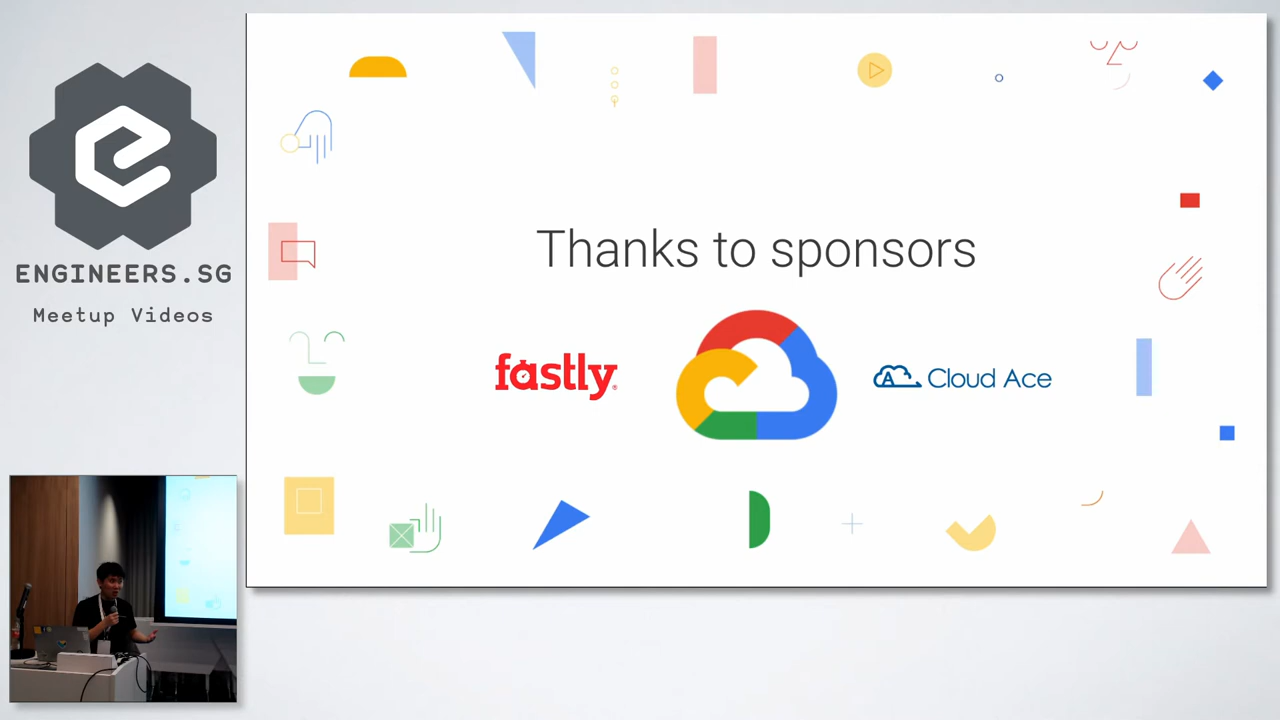 ENGINEERS.SG
Meetup Videos
Thanks to sponsors
fastly
Cloud Ace